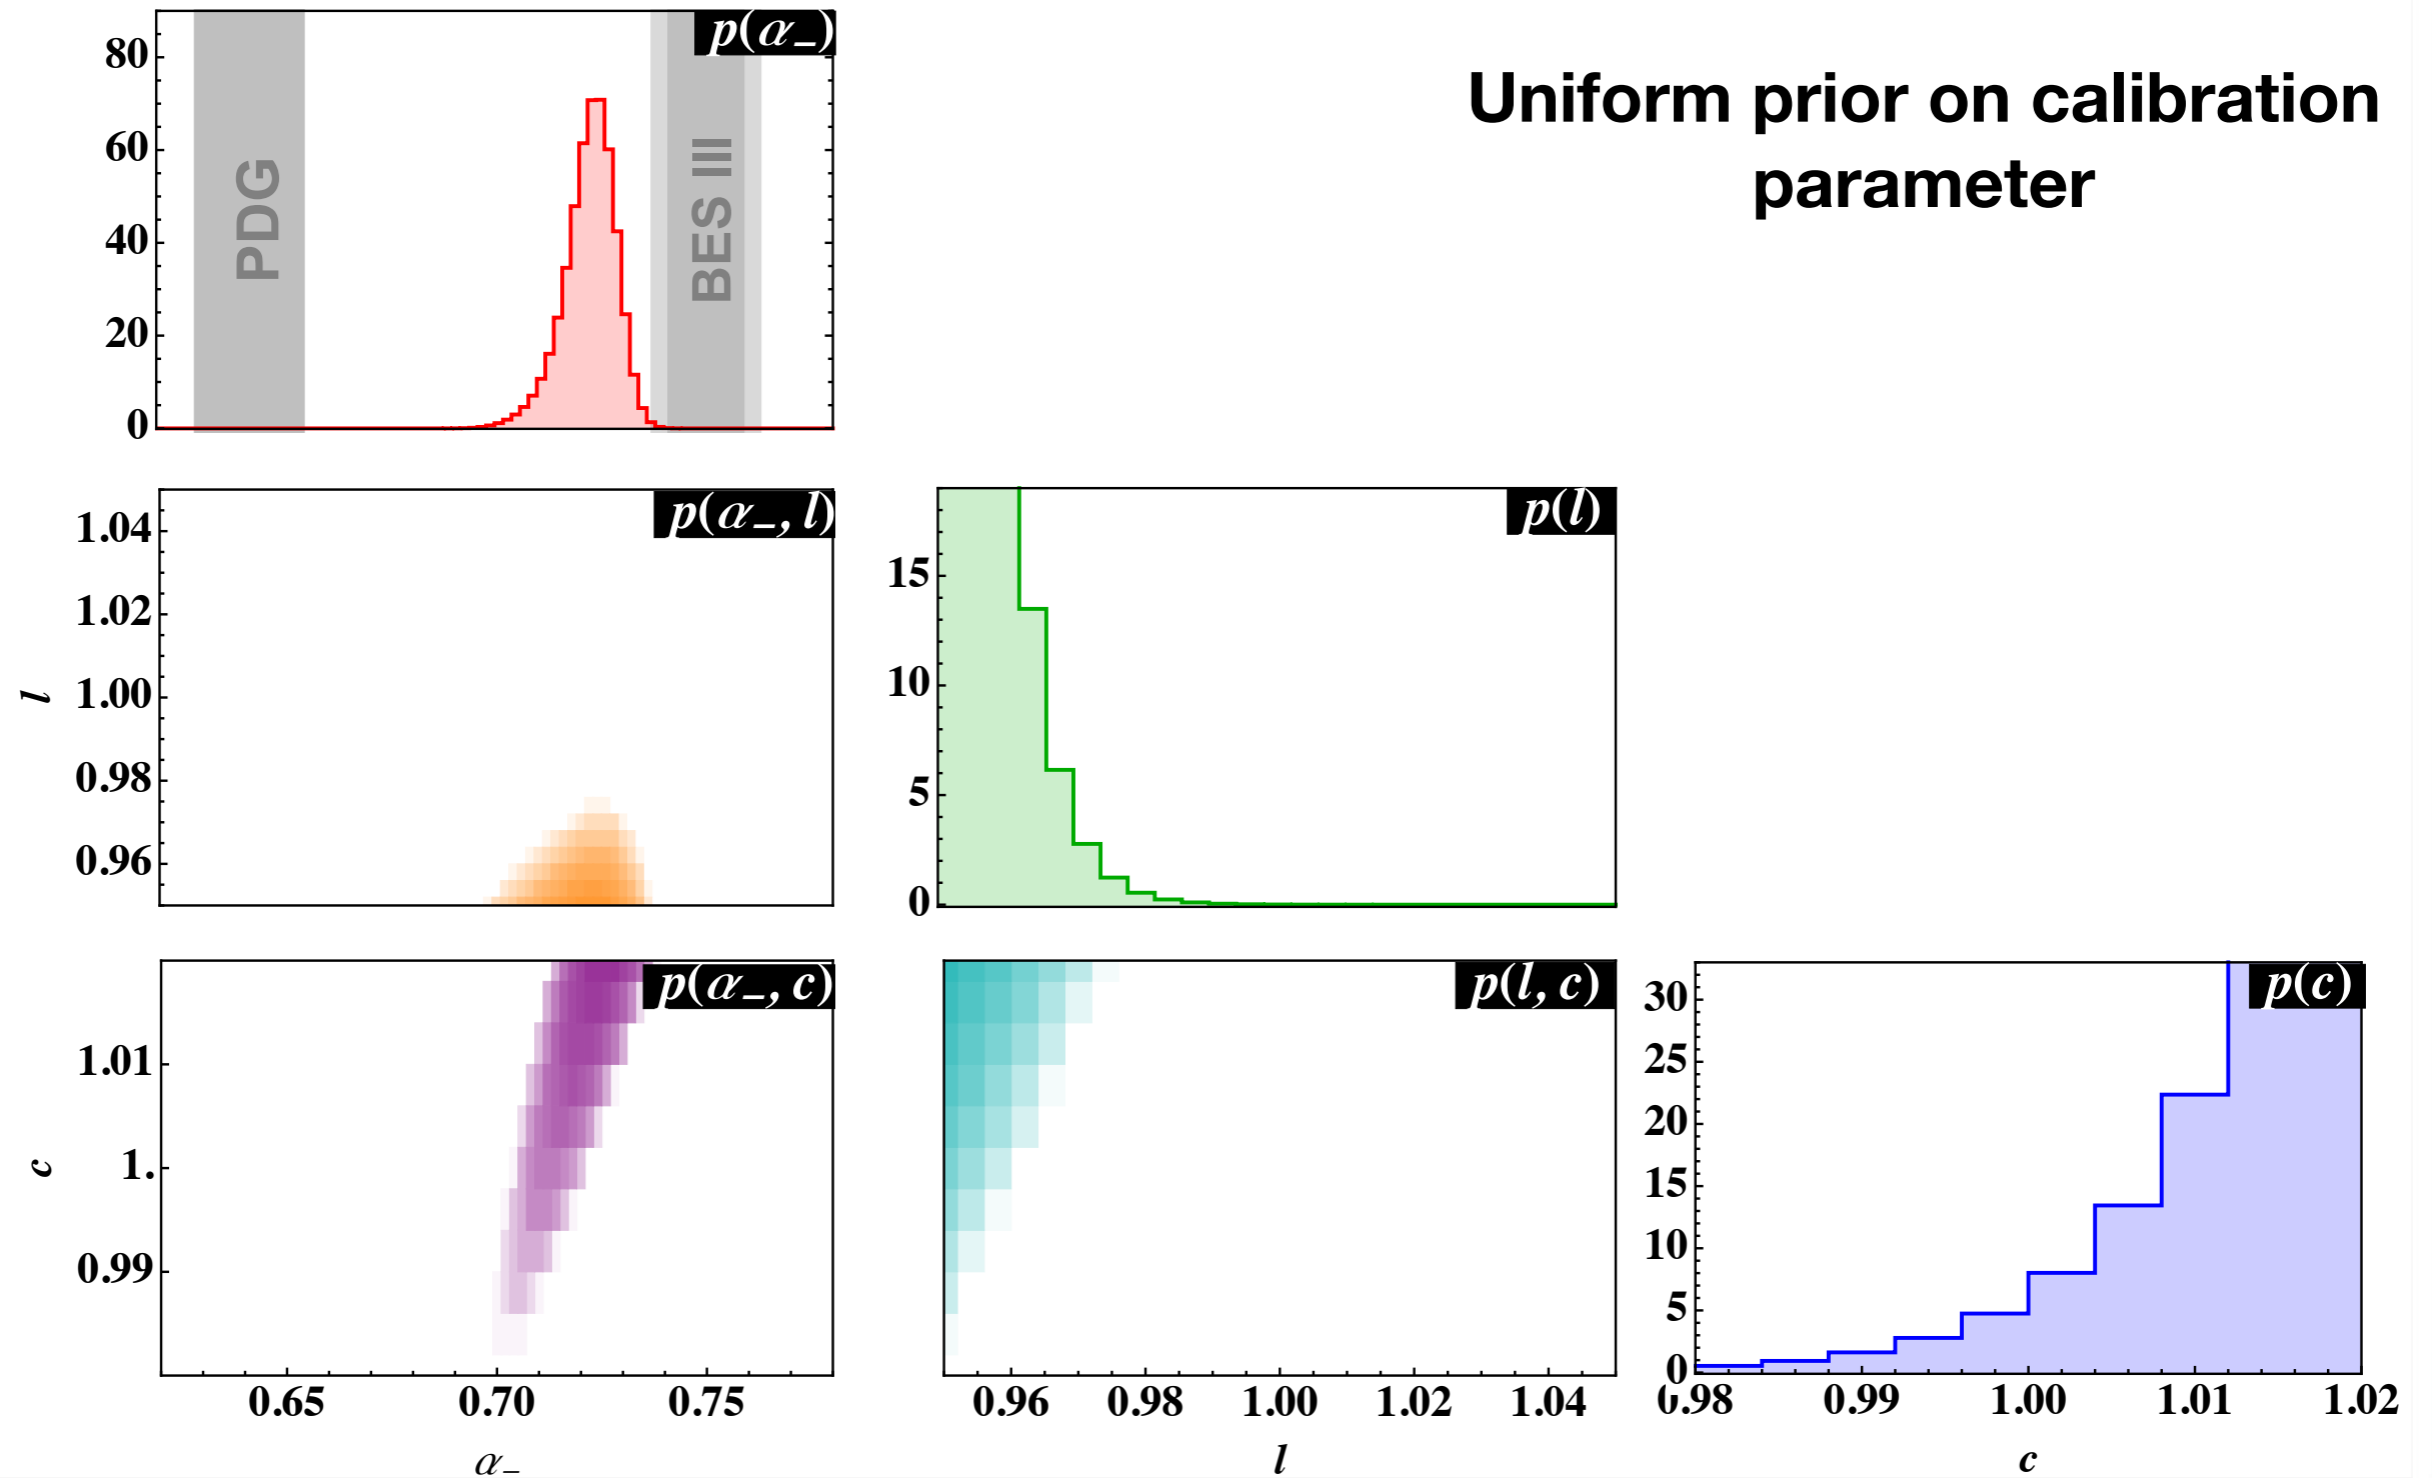 p(α₋)
Uniform prior on calibration
parameter
80
60
40
20
0
PDG
BES III
p(α₋, l)
1.04
1.02
1.00
0.98
0.96
l
p(l)
15
10
5
0
p(α₋, c)
1.01
1.
0.99
c
0.65 0.70 0.75
α₋
p(l, c)
0.96 0.98 1.00 1.02 1.04
l
p(c)
30
25
20
15
10
5
0
0.98 0.99 1.00 1.01 1.02
c